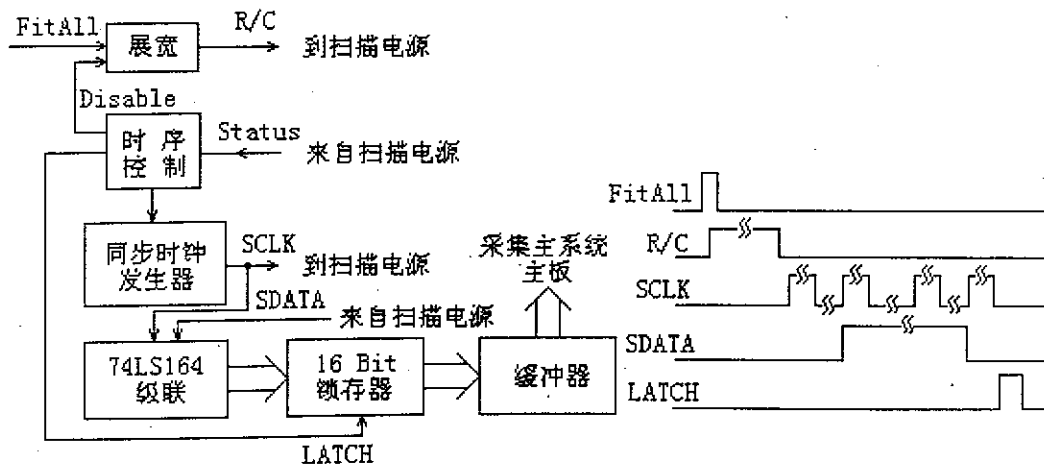 FitAll
展宽
R/C
到扫描电源
Disable
时 序
控 制
Status
来自扫描电源
同步时钟
发生器
SCLK
到扫描电源
SDATA
来自扫描电源
74LS164
级联
16 Bit
锁存器
缓冲器
采集主系统
主板
LATCH
FitAll
R/C
SCLK
SDATA
LATCH